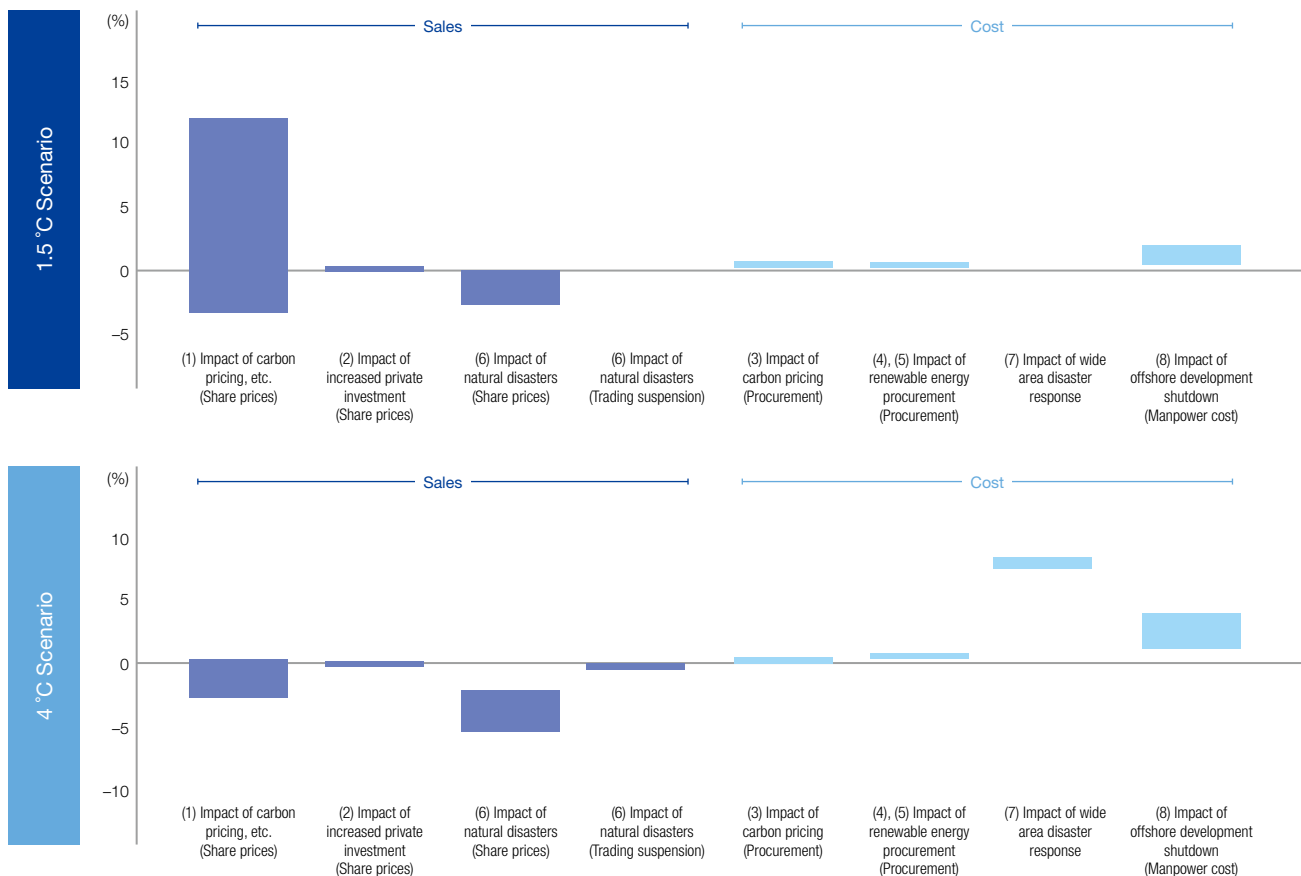 1.5 °C Scenario
(%)
Sales
Cost
15
10
5
0
–5
(1) Impact of carbon
pricing, etc.
(Share prices)
(2) Impact of
increased private
investment
(Share prices)
(6) Impact of
natural disasters
(Share prices)
(6) Impact of
natural disasters
(Trading suspension)
(3) Impact of
carbon pricing
(Procurement)
(4), (5) Impact of
renewable energy
procurement
(Procurement)
(7) Impact of wide
area disaster
response
(8) Impact of
offshore development
shutdown
(Manpower cost)
4 °C Scenario
(%)
Sales
Cost
10
5
0
–5
–10
(1) Impact of carbon
pricing, etc.
(Share prices)
(2) Impact of
increased private
investment
(Share prices)
(6) Impact of
natural disasters
(Share prices)
(6) Impact of
natural disasters
(Trading suspension)
(3) Impact of
carbon pricing
(Procurement)
(4), (5) Impact of
renewable energy
procurement
(Procurement)
(7) Impact of wide
area disaster
response
(8) Impact of
offshore development
shutdown
(Manpower cost)